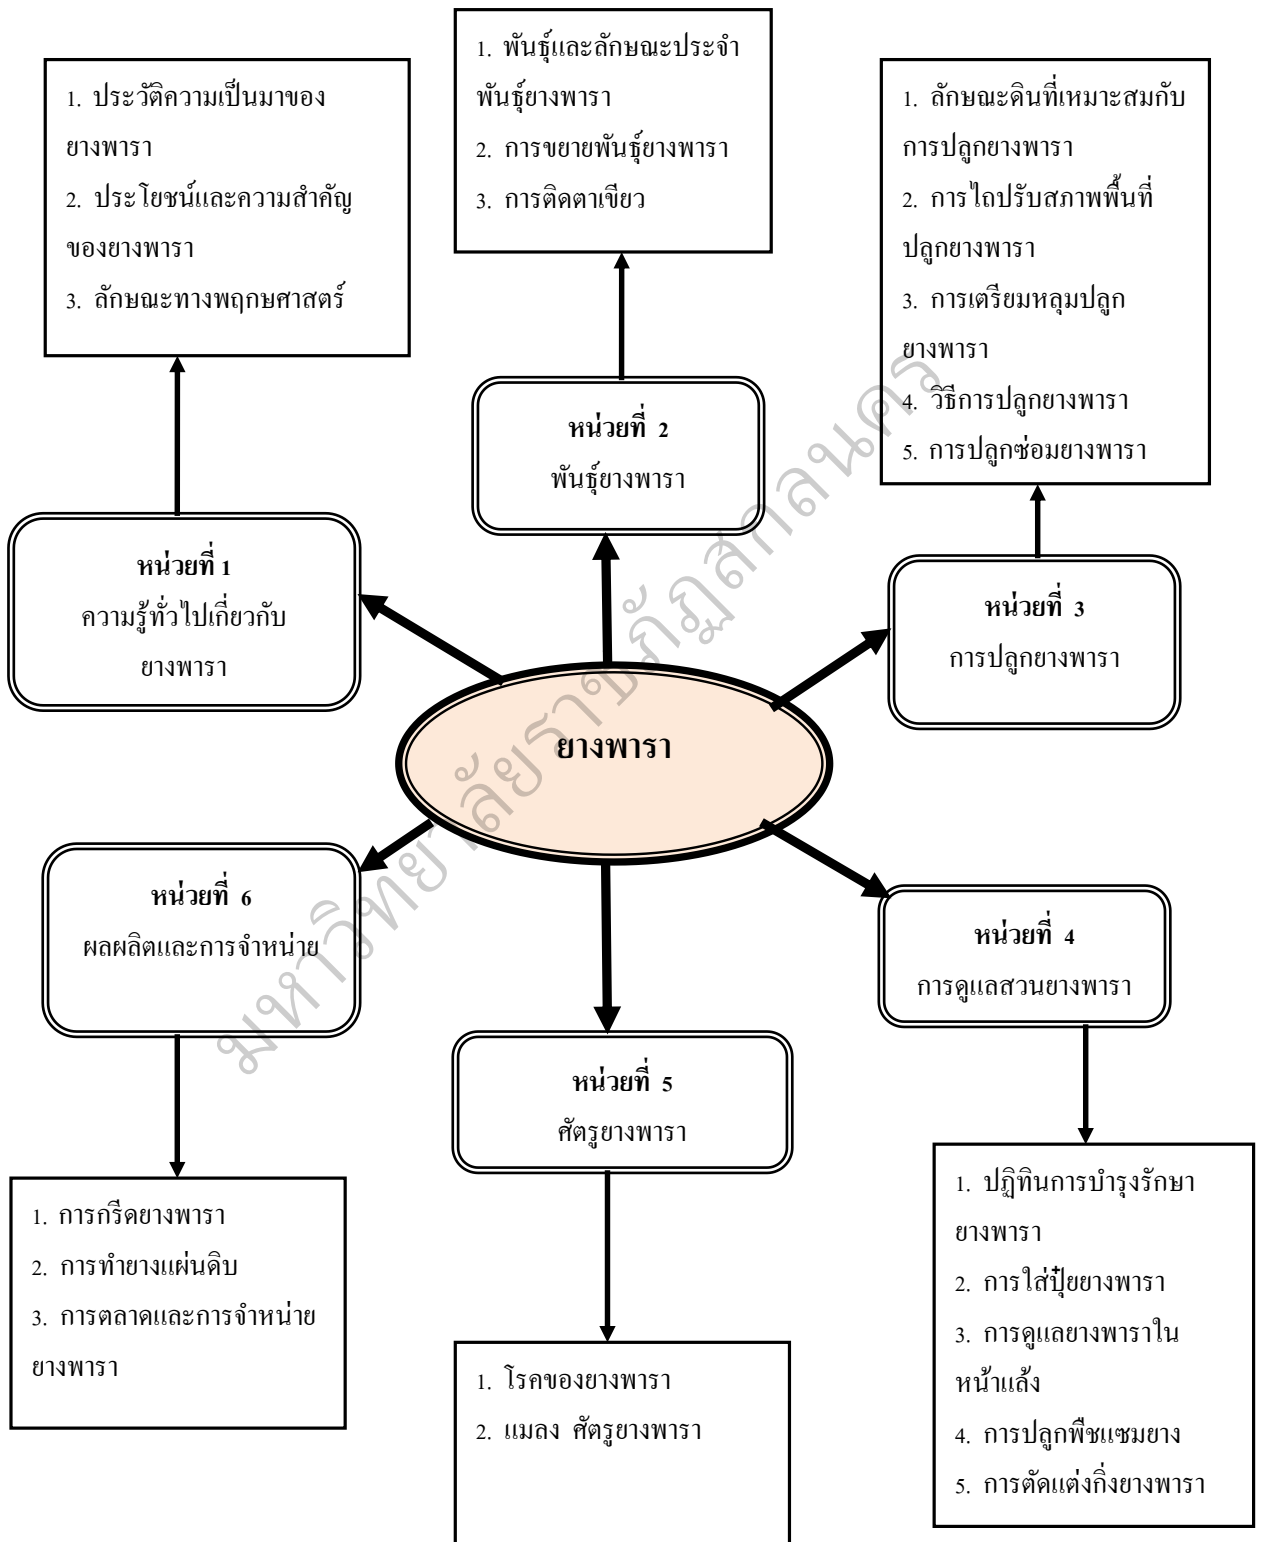 1. ประวัติความเป็นมาของ
ยางพารา
2. ประโยชน์และความสำคัญ
ของยางพารา
3. ลักษณะทางพฤกษศาสตร์
1. พันธุ์และลักษณะประจำ
พันธุ์ยางพารา
2. การขยายพันธุ์ยางพารา
3. การติดตาเขียว
1. ลักษณะดินที่เหมาะสมกับ
การปลูกยางพารา
2. การไถปรับสภาพพื้นที่
ปลูกยางพารา
3. การเตรียมหลุมปลูก
ยางพารา
4. วิธีการปลูกยางพารา
5. การปลูกซ่อมยางพารา
หน่วยที่ 1
ความรู้ทั่วไปเกี่ยวกับ
ยางพารา
หน่วยที่ 2
พันธุ์ยางพารา
หน่วยที่ 3
การปลูกยางพารา
ยางพารา
หน่วยที่ 6
ผลผลิตและการจำหน่าย
หน่วยที่ 5
ศัตรูยางพารา
หน่วยที่ 4
การดูแลสวนยางพารา
1. การกรีดยางพารา
2. การทำยางแผ่นดิบ
3. การตลาดและการจำหน่าย
ยางพารา
1. โรคของยางพารา
2. แมลง ศัตรูยางพารา
1. ปฏิทินการบำรุงรักษา
ยางพารา
2. การใส่ปุ๋ยยางพารา
3. การดูแลยางพาราใน
หน้าแล้ง
4. การปลูกพืชแซมยาง
5. การตัดแต่งกิ่งยางพารา
มหาวิทยาลัยราชภัฏสกลนคร